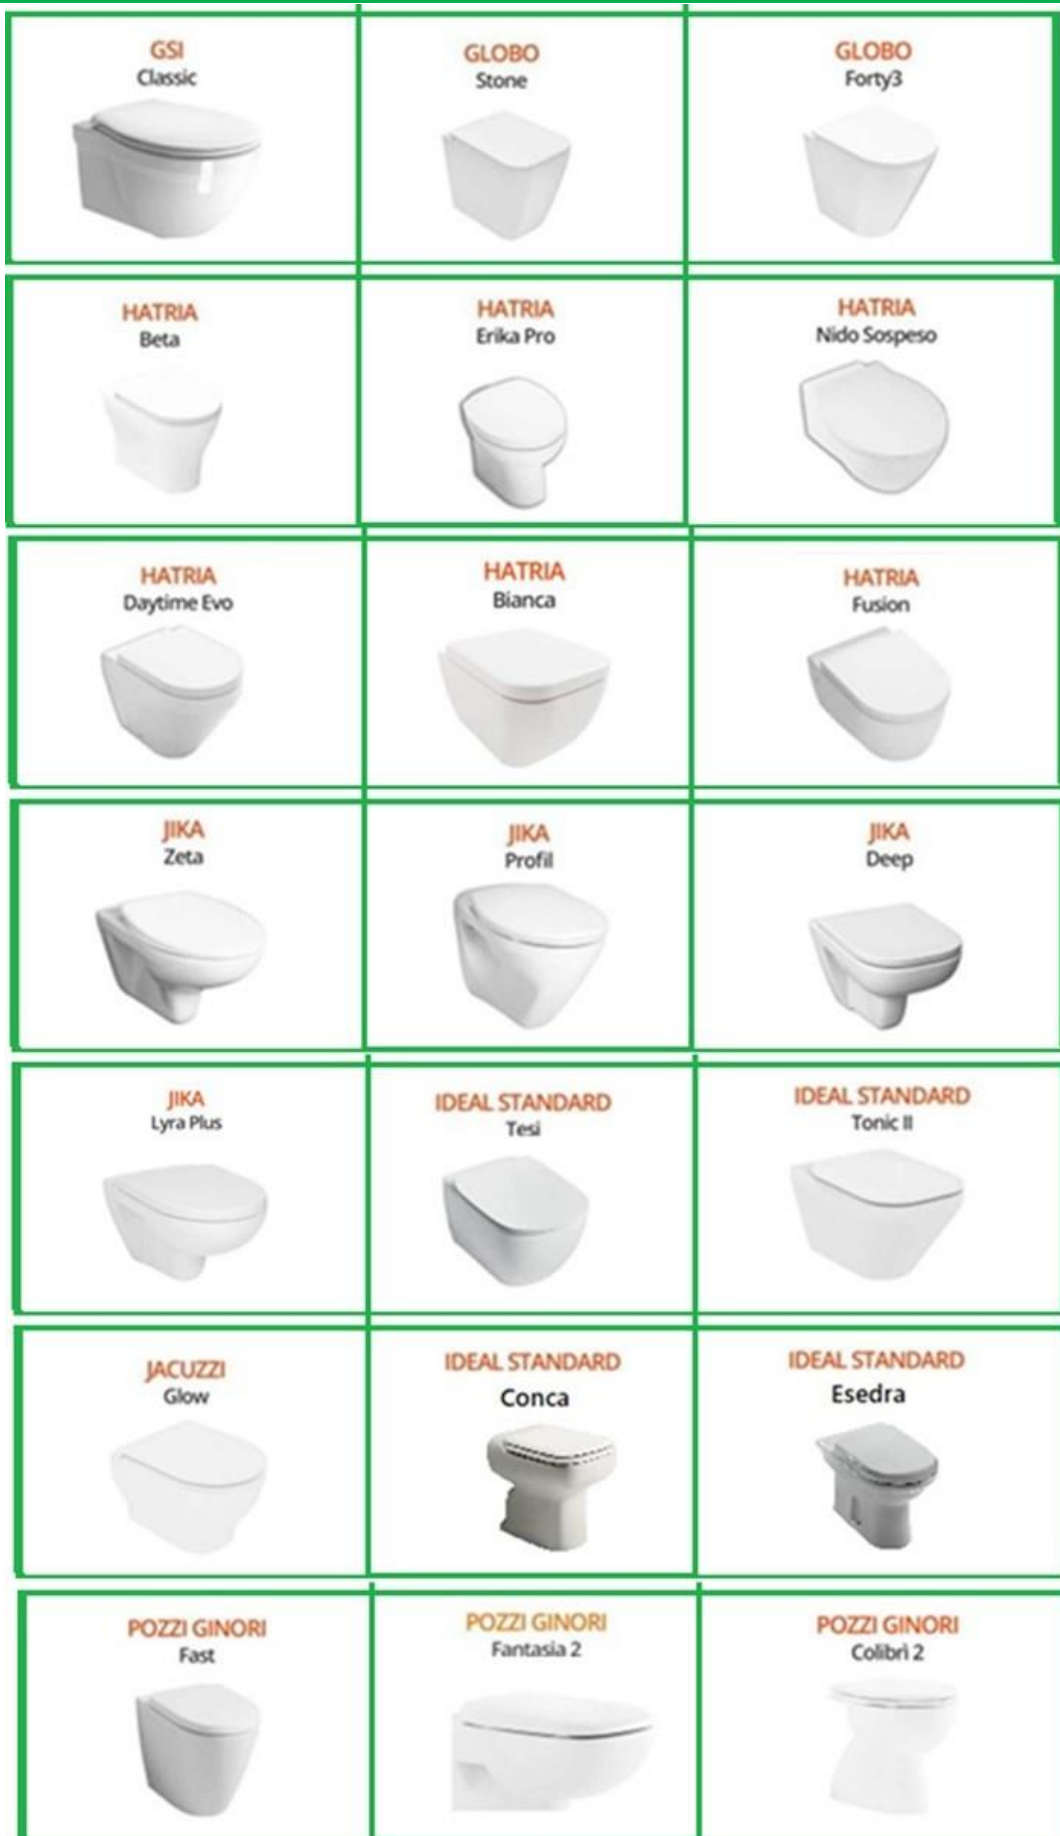 GSI
Classic
GLOBO
Stone
GLOBO
Forty3
HATRIA
Beta
HATRIA
Erika Pro
HATRIA
Nido Sospeso
HATRIA
Daytime Evo
HATRIA
Bianca
HATRIA
Fusion
JIKA
Zeta
JIKA
Profil
JIKA
Deep
JIKA
Lyra Plus
IDEAL STANDARD
Tesi
IDEAL STANDARD
Tonic II
JACUZZI
Glow
IDEAL STANDARD
Conca
IDEAL STANDARD
Esedra
POZZI GINORI
Fast
POZZI GINORI
Fantasia 2
POZZI GINORI
Colibrì 2